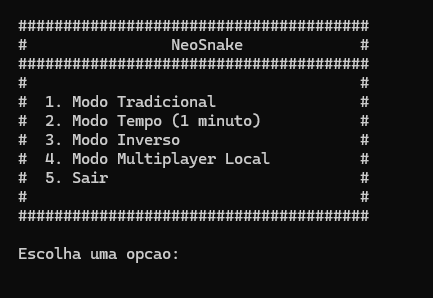 #######################################
#                NeoSnake             #
#######################################
#                                     #
#  1. Modo Tradicional                #
#  2. Modo Tempo (1 minuto)           #
#  3. Modo Inverso                    #
#  4. Modo Multiplayer Local          #
#  5. Sair                            #
#                                     #
#######################################
Escolha uma opcao: